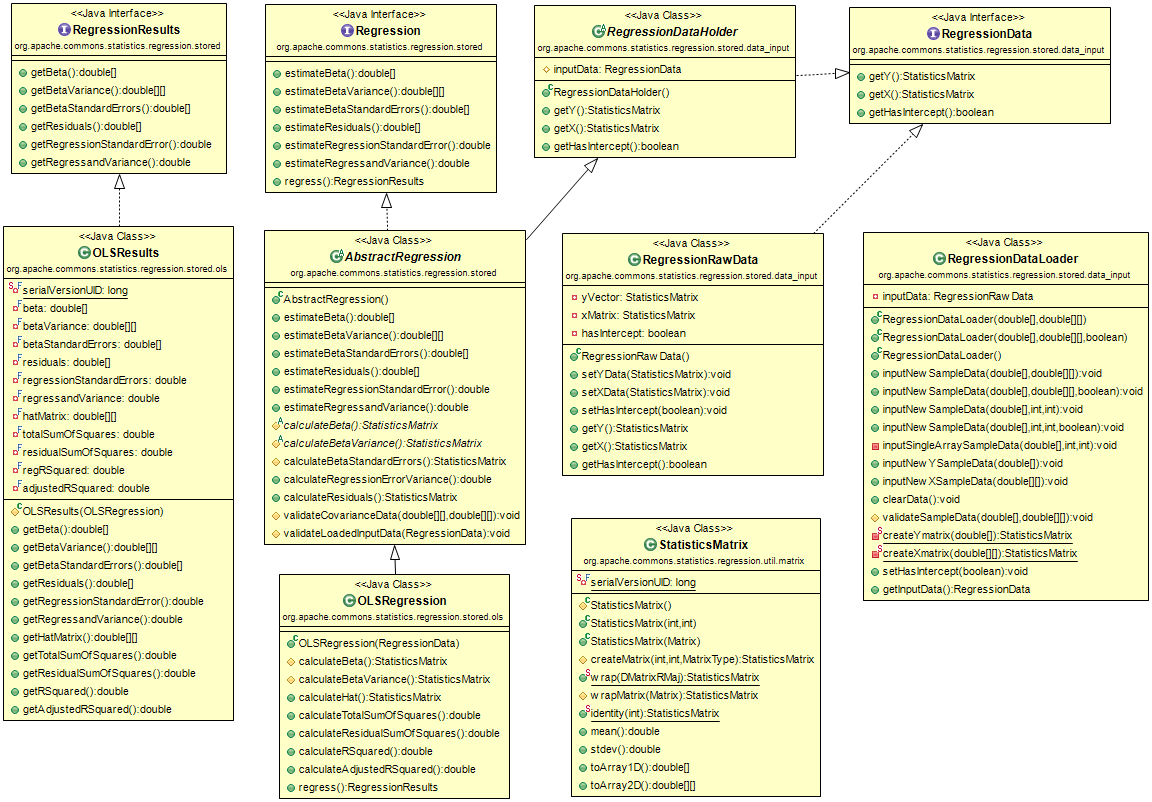 <<Java Interface>>
RegressionResults
org.apache.commons.statistics.regression.stored
getBeta():double[]
getBetaVariance():double[][]
getBetaStandardErrors():double[]
getResiduals():double[]
getRegressionStandardError():double
getRegressandVariance():double
<<Java Interface>>
Regression
org.apache.commons.statistics.regression.stored
estimateBeta():double[]
estimateBetaVariance():double[][]
estimateBetaStandardErrors():double[]
estimateResiduals():double[]
estimateRegressionStandardError():double
estimateRegressandVariance():double
regress():RegressionResults
<<Java Class>>
RegressionDataHolder
org.apache.commons.statistics.regression.stored.data_input
inputData: RegressionData
RegressionDataHolder()
getY():StatisticsMatrix
getX():StatisticsMatrix
getHasIntercept():boolean
<<Java Interface>>
RegressionData
org.apache.commons.statistics.regression.stored.data_input
getY():StatisticsMatrix
getX():StatisticsMatrix
getHasIntercept():boolean
<<Java Class>>
OLSResults
org.apache.commons.statistics.regression.stored.ols
serialVersionUID: long
beta: double[]
betaVariance: double[][]
betaStandardErrors: double[]
residuals: double[]
regressionStandardErrors: double
regressandVariance: double
hatMatrix: double[][]
totalSumOfSquares: double
residualSumOfSquares: double
regRSquared: double
adjustedRSquared: double
OLSResults(OLSRegression)
getBeta():double[]
getBetaVariance():double[][]
getBetaStandardErrors():double[]
getResiduals():double[]
getRegressionStandardError():double
getRegressandVariance():double
getHatMatrix():double[][]
getTotalSumOfSquares():double
getResidualSumOfSquares():double
getRSquared():double
getAdjustedRSquared():double
<<Java Class>>
AbstractRegression
org.apache.commons.statistics.regression.stored
AbstractRegression()
estimateBeta():double[]
estimateBetaVariance():double[][]
estimateBetaStandardErrors():double[]
estimateResiduals():double[]
estimateRegressionStandardError():double
estimateRegressandVariance():double
calculateBeta():StatisticsMatrix
calculateBetaVariance():StatisticsMatrix
calculateBetaStandardErrors():StatisticsMatrix
calculateRegressionErrorVariance():double
calculateResiduals():StatisticsMatrix
validateCovarianceData(double[][],double[][]):void
validateLoadedInputData(RegressionData):void
<<Java Class>>
RegressionRawData
org.apache.commons.statistics.regression.stored.data_input
yVector: StatisticsMatrix
xMatrix: StatisticsMatrix
hasIntercept: boolean
RegressionRaw Data()
setYData(StatisticsMatrix):void
setXData(StatisticsMatrix):void
setHasIntercept(boolean):void
getY():StatisticsMatrix
getX():StatisticsMatrix
getHasIntercept():boolean
<<Java Class>>
RegressionDataLoader
org.apache.commons.statistics.regression.stored.data_input
inputData: RegressionRaw Data
RegressionDataLoader(double[],double[][])
RegressionDataLoader(double[],double[][],boolean)
RegressionDataLoader()
inputNew SampleData(double[],double[][]):void
inputNew SampleData(double[],double[][],boolean):void
inputNew SampleData(double[],int,int):void
inputNew SampleData(double[],int,int,boolean):void
inputSingleArraySampleData(double[],int,int):void
inputNew YSampleData(double[]):void
inputNew XSampleData(double[][]):void
clearData():void
validateSampleData(double[],double[][]):void
createYmatrix(double[]):StatisticsMatrix
createXmatrix(double[][]):StatisticsMatrix
setHasIntercept(boolean):void
getInputData():RegressionData
<<Java Class>>
OLSRegression
org.apache.commons.statistics.regression.stored.ols
OLSRegression(RegressionData)
calculateBeta():StatisticsMatrix
calculateBetaVariance():StatisticsMatrix
calculateHat():StatisticsMatrix
calculateTotalSumOfSquares():double
calculateResidualSumOfSquares():double
calculateRSquared():double
calculateAdjustedRSquared():double
regress():RegressionResults
<<Java Class>>
StatisticsMatrix
org.apache.commons.statistics.regression.util.matrix
serialVersionUID: long
StatisticsMatrix()
StatisticsMatrix(int,int)
StatisticsMatrix(Matrix)
createMatrix(int,int,MatrixType):StatisticsMatrix
w rap(DMatrixRMaj):StatisticsMatrix
w rapMatrix(Matrix):StatisticsMatrix
identity(int):StatisticsMatrix
mean():double
stdev():double
toArray1D():double[]
toArray2D():double[][]